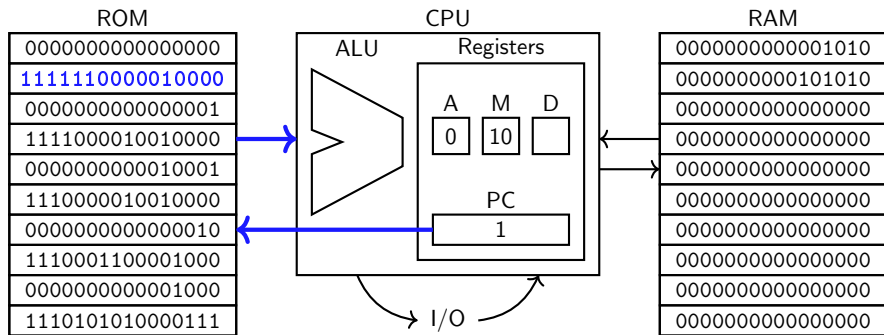 ROM
0000000000000000
1111110000010000
0000000000000001
1111000010010000
0000000000010001
1110000010010000
0000000000000010
1110001100001000
0000000000001000
1110101010000111
CPU
ALU
Registers
A M D
0 10
PC
1
I/O
RAM
0000000000001010
0000000000101010
0000000000000000
0000000000000000
0000000000000000
0000000000000000
0000000000000000
0000000000000000
0000000000000000
0000000000000000